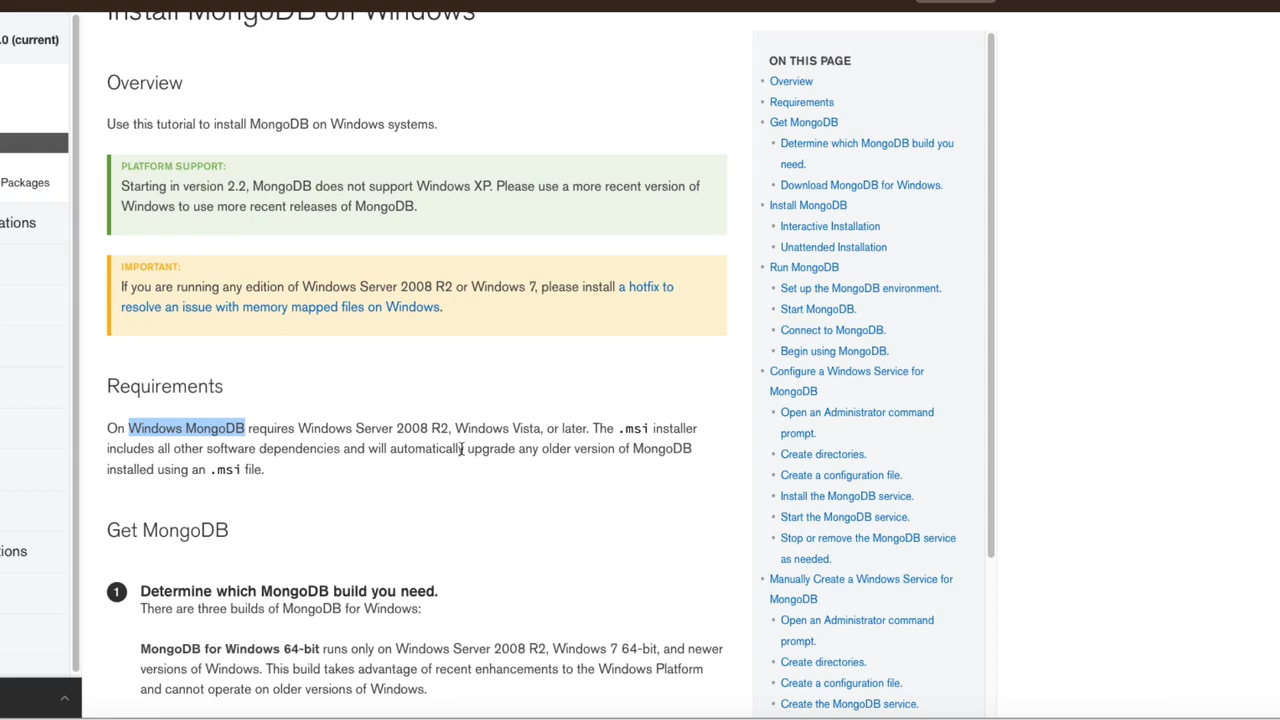 Install MongoDB on Windows
.0 (current)
Packages
ations
tions
Overview
Use this tutorial to install MongoDB on Windows systems.
PLATFORM SUPPORT:
Starting in version 2.2, MongoDB does not support Windows XP. Please use a more recent version of
Windows to use more recent releases of MongoDB.
IMPORTANT:
If you are running any edition of Windows Server 2008 R2 or Windows 7, please install a hotfix to
resolve an issue with memory mapped files on Windows.
Requirements
On Windows MongoDB requires Windows Server 2008 R2, Windows Vista, or later. The .msi installer
includes all other software dependencies and will automatically upgrade any older version of MongoDB
installed using an .msi file.
Get MongoDB
1 Determine which MongoDB build you need.
There are three builds of MongoDB for Windows:
MongoDB for Windows 64-bit runs only on Windows Server 2008 R2, Windows 7 64-bit, and newer
versions of Windows. This build takes advantage of recent enhancements to the Windows Platform
and cannot operate on older versions of Windows.
ON THIS PAGE
Overview
Requirements
Get MongoDB
Determine which MongoDB build you
need.
Download MongoDB for Windows.
Install MongoDB
Interactive Installation
Unattended Installation
Run MongoDB
Set up the MongoDB environment.
Start MongoDB.
Connect to MongoDB.
Begin using MongoDB.
Configure a Windows Service for
MongoDB
Open an Administrator command
prompt.
Create directories.
Create a configuration file.
Install the MongoDB service.
Start the MongoDB service.
Stop or remove the MongoDB service
as needed.
Manually Create a Windows Service for
MongoDB
Open an Administrator command
prompt.
Create directories.
Create a configuration file.
Create the MongoDB service.